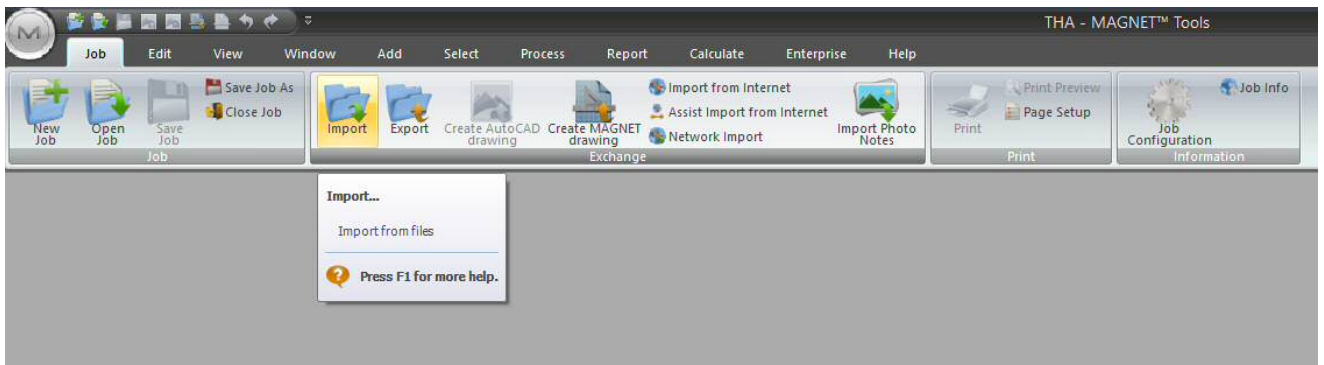 THA - MAGNET™ Tools
Job Edit View Window Add Select Process Report Calculate Enterprise Help
New Job
Open Job
Save Job
Save Job As
Close Job
Job
Import
Export
Create AutoCAD drawing
Create MAGNET drawing
Import from Internet
Assist Import from Internet
Network Import
Import Photo Notes
Exchange
Print
Print Preview
Page Setup
Print
Job Configuration
Job Info
Information
Import...
Import from files
Press F1 for more help.